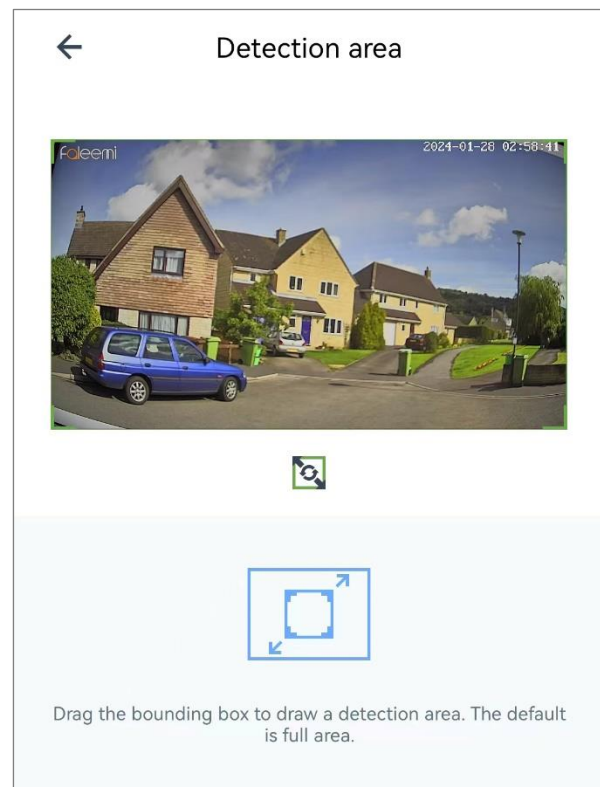 Detection area
Faleemi
2024-01-28 02:58:41
Drag the bounding box to draw a detection area. The default
is full area.